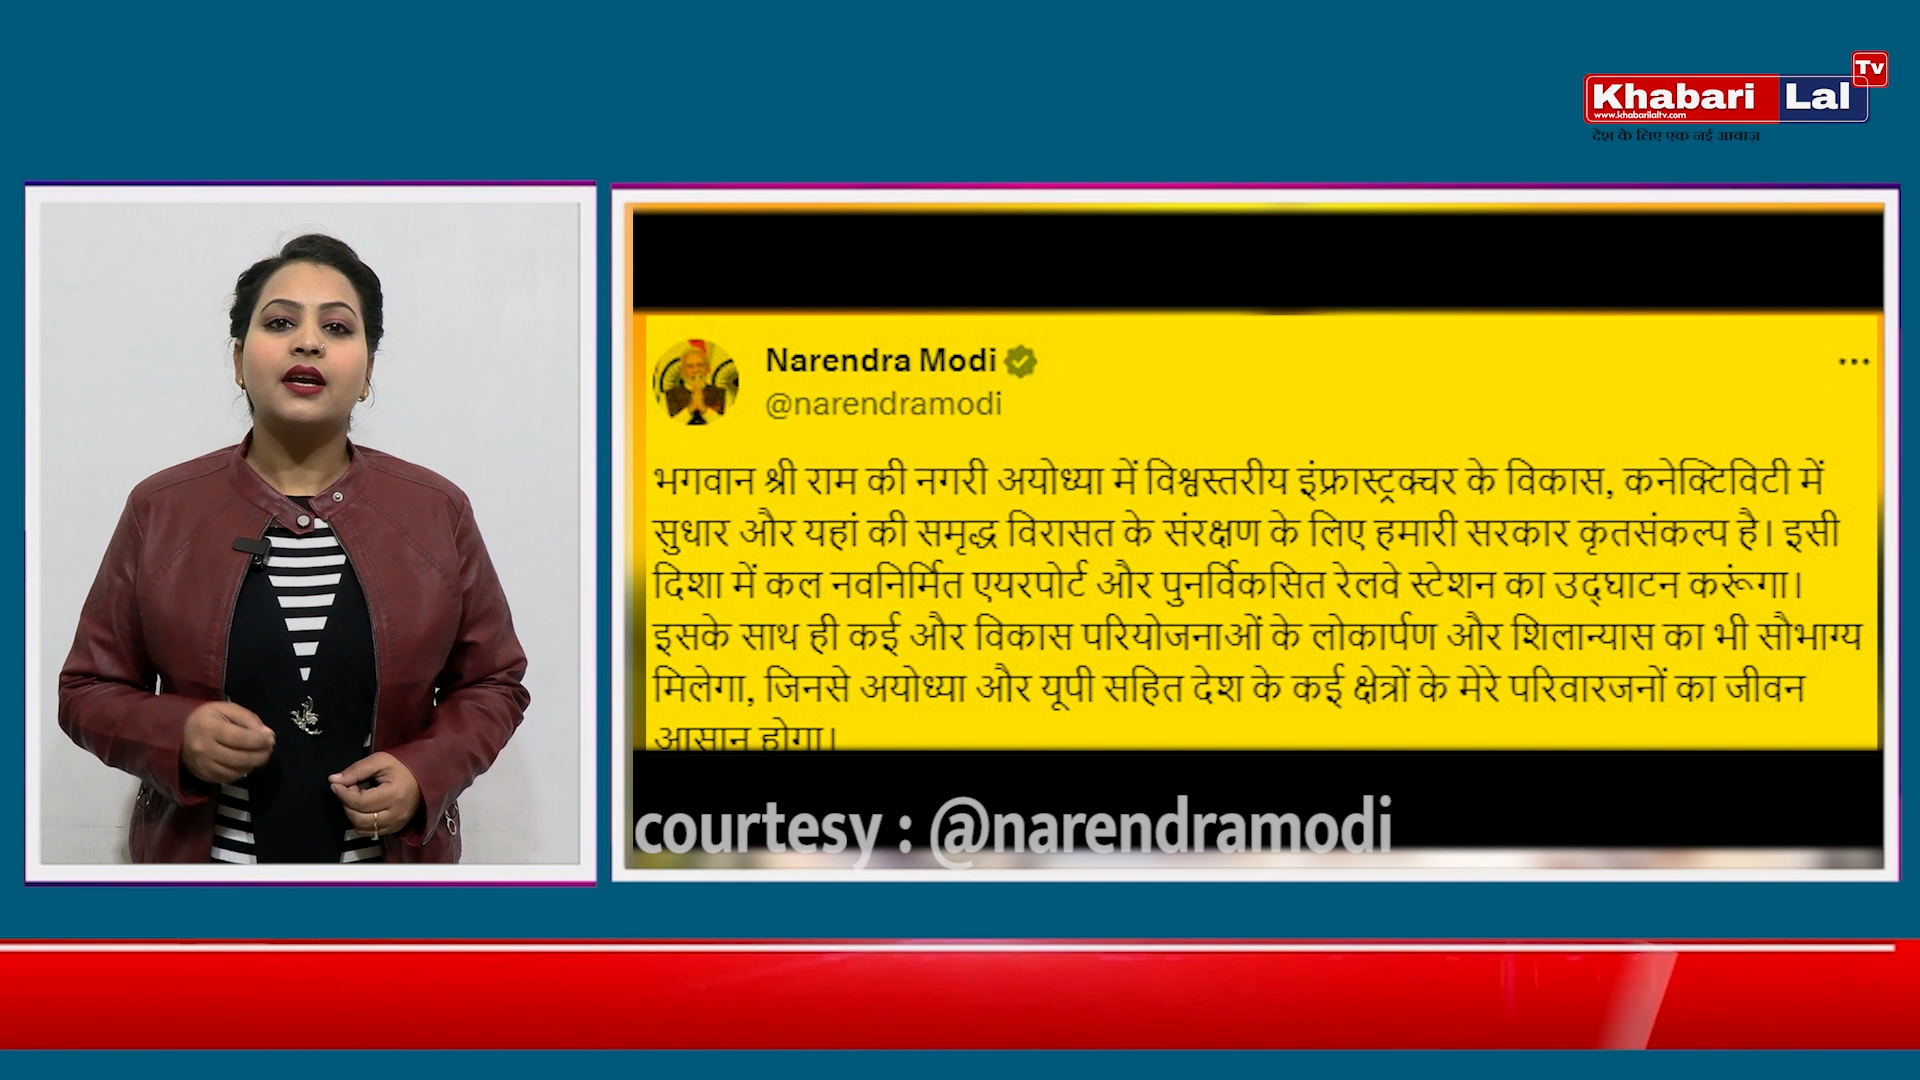 Tv
Khabari Lal
www.khabarilaltv.com
देश के लिए एक नई आवाज़
Narendra Modi
@narendramodi
भगवान श्री राम की नगरी अयोध्या में विश्वस्तरीय इंफ्रास्ट्रक्चर के विकास, कनेक्टिविटी में
सुधार और यहां की समृद्ध विरासत के संरक्षण के लिए हमारी सरकार कृतसंकल्प है। इसी
दिशा में कल नवनिर्मित एयरपोर्ट और पुनर्विकसित रेलवे स्टेशन का उद्घाटन करूंगा।
इसके साथ ही कई और विकास परियोजनाओं के लोकार्पण और शिलान्यास का भी सौभाग्य
मिलेगा, जिनसे अयोध्या और यूपी सहित देश के कई क्षेत्रों के मेरे परिवारजनों का जीवन
आसान होगा।
courtesy : @narendramodi